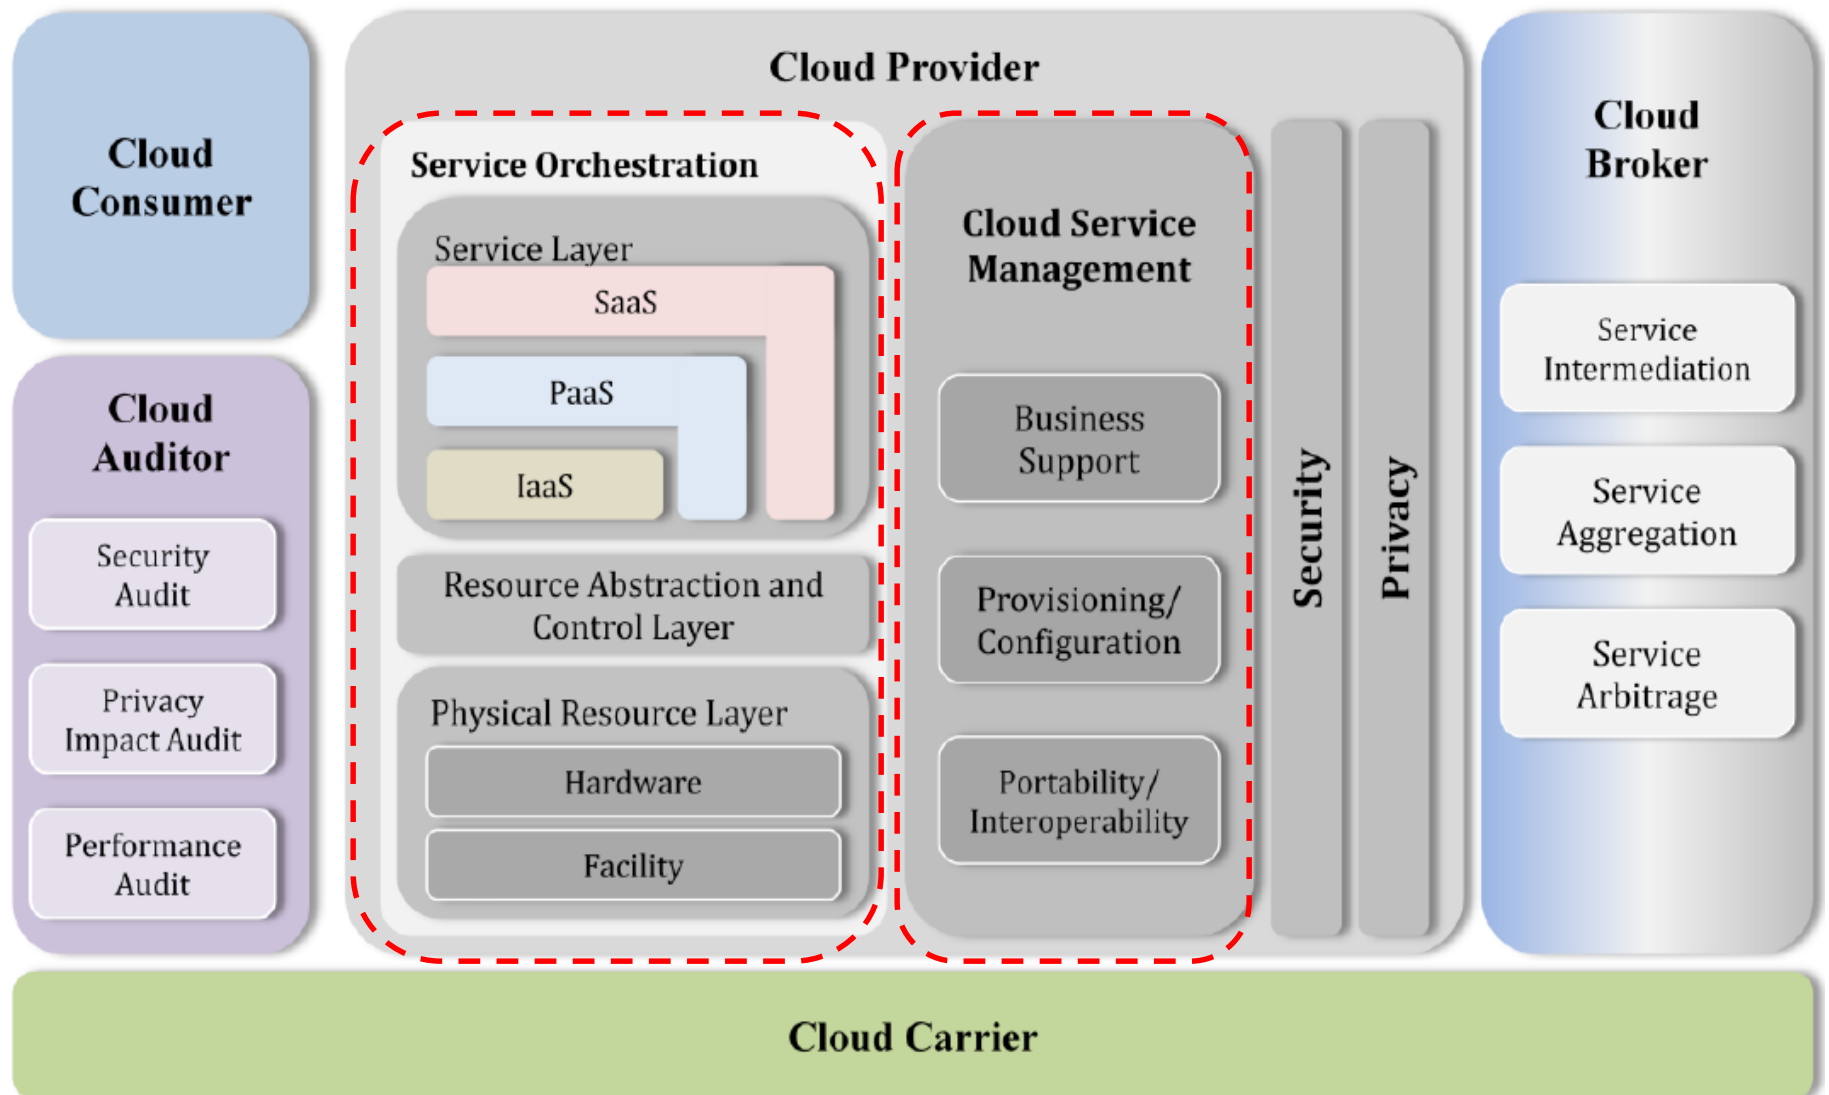 Cloud
Consumer
Cloud
Auditor
Security
Audit
Privacy
Impact Audit
Performance
Audit
Cloud Provider
Service Orchestration
Service Layer
SaaS
PaaS
IaaS
Resource Abstraction and
Control Layer
Physical Resource Layer
Hardware
Facility
Cloud Service
Management
Business
Support
Provisioning/
Configuration
Portability/
Interoperability
Security
Privacy
Cloud
Broker
Service
Intermediation
Service
Aggregation
Service
Arbitrage
Cloud Carrier